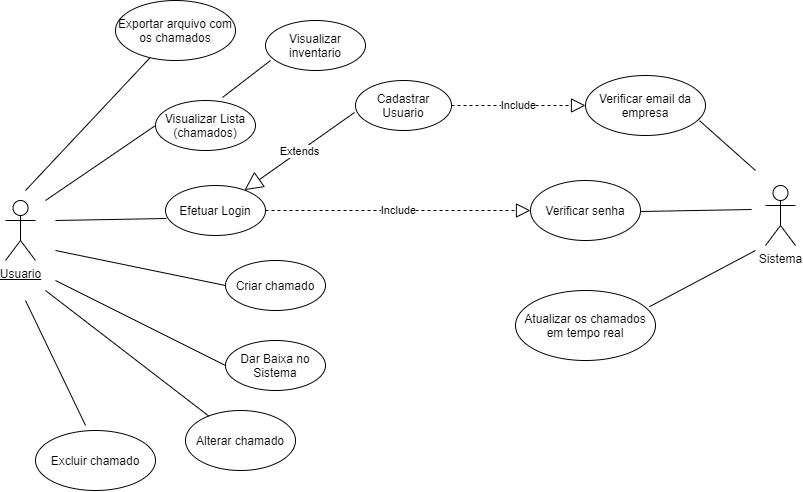 Exportar arquivo com
os chamados
Visualizar
inventario
Visualizar Lista
(chamados)
Cadastrar
Usuario
Include
Verificar email da
empresa
Extends
Efetuar Login
Include
Verificar senha
Usuario
Sistema
Criar chamado
Atualizar os chamados
em tempo real
Dar Baixa no
Sistema
Alterar chamado
Excluir chamado